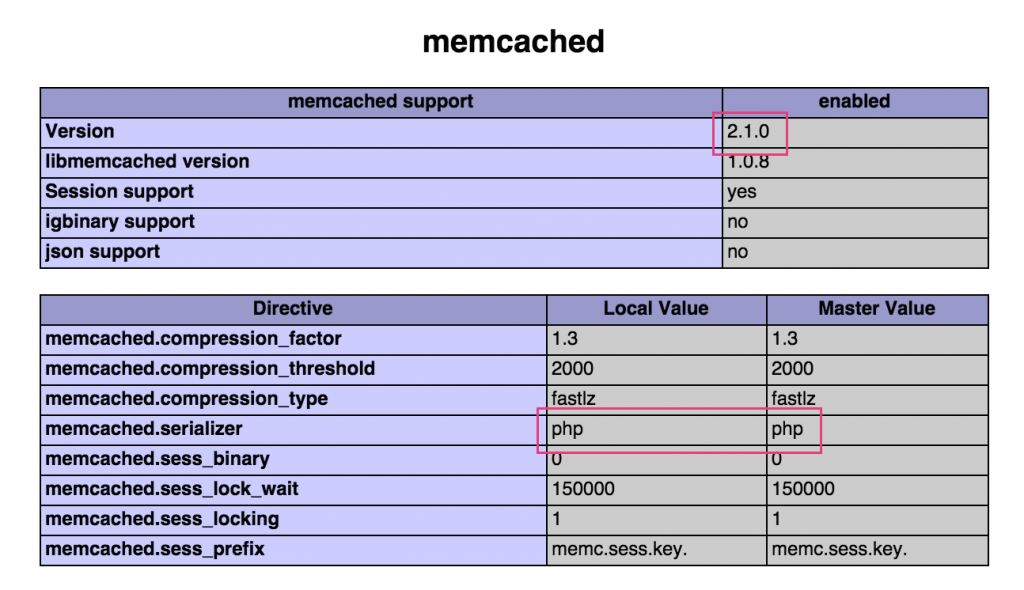 memcached
memcached support enabled
Version 2.1.0
libmemcached version 1.0.8
Session support yes
igbinary support no
json support no
Directive Local Value Master Value
memcached.compression_factor 1.3 1.3
memcached.compression_threshold 2000 2000
memcached.compression_type fastlz fastlz
memcached.serializer php php
memcached.sess_binary 0 0
memcached.sess_lock_wait 150000 150000
memcached.sess_locking 1 1
memcached.sess_prefix memc.sess.key. memc.sess.key.